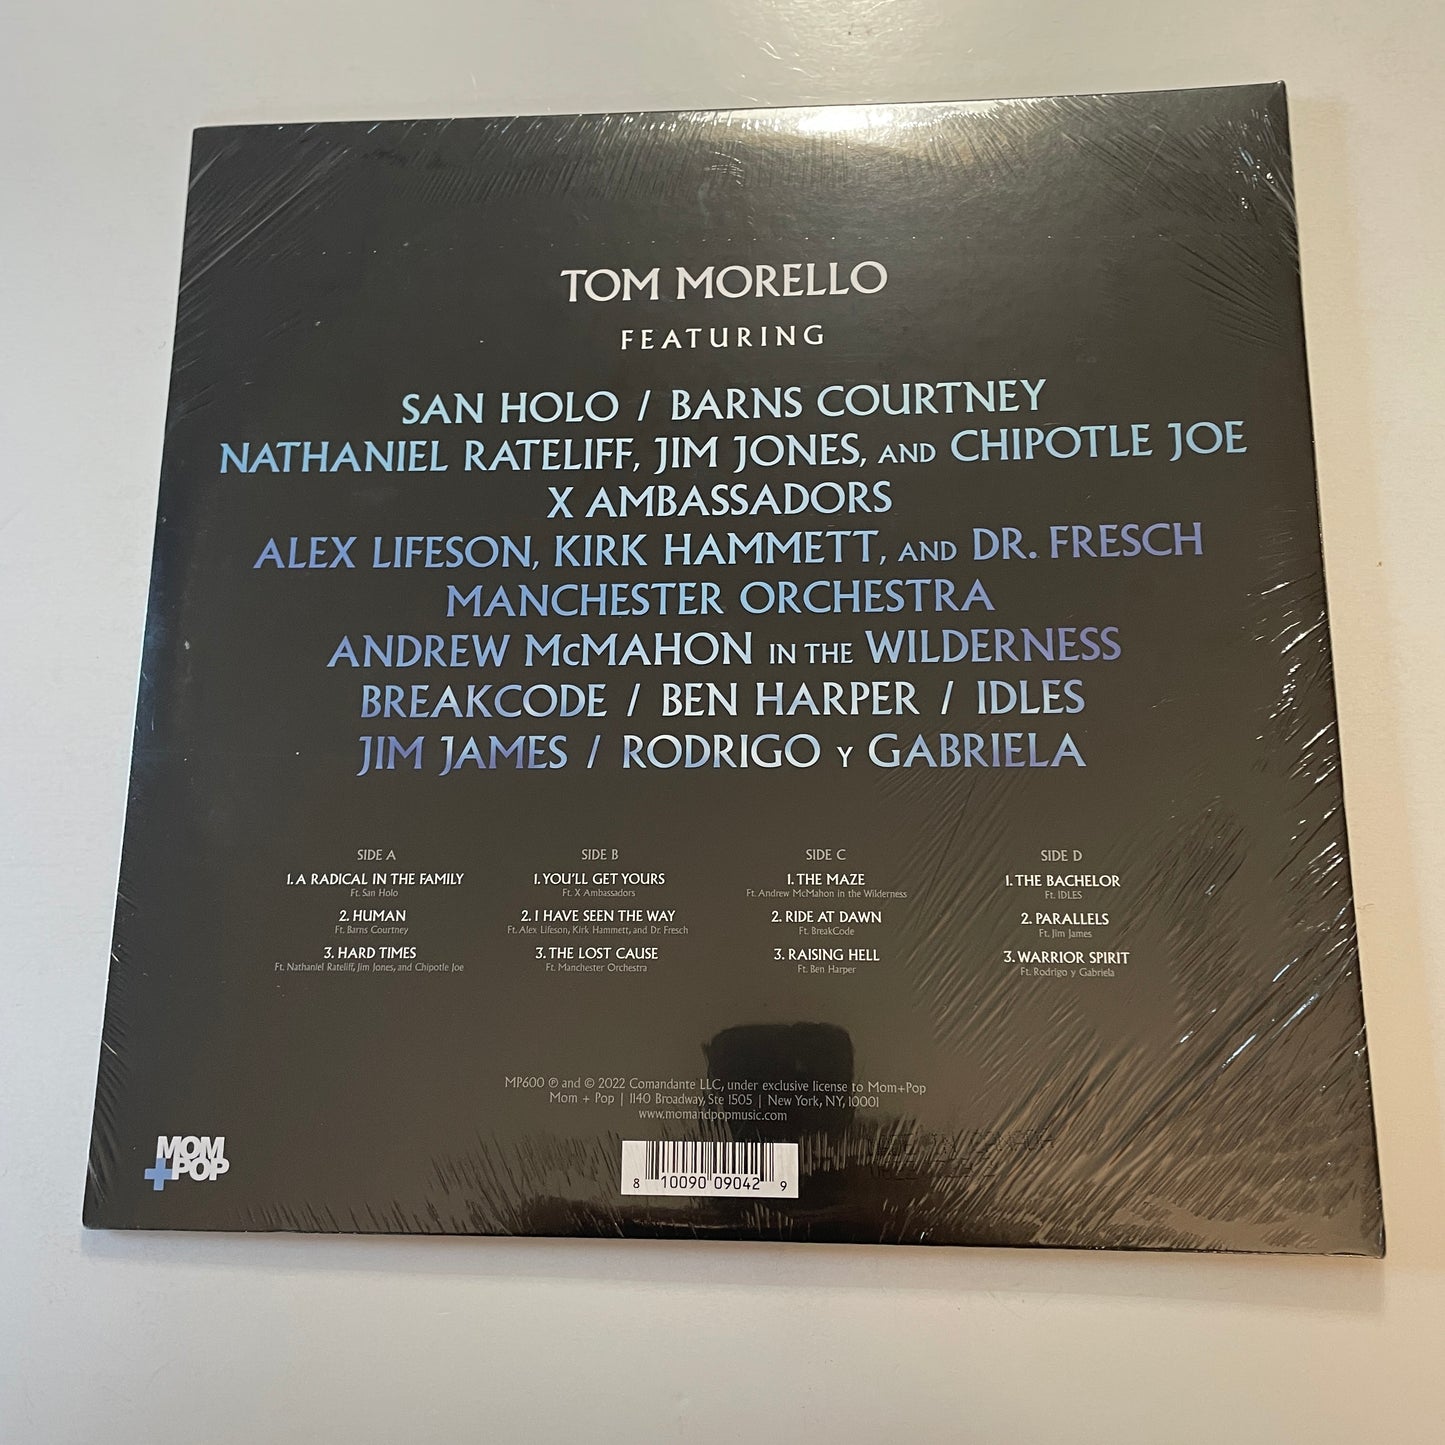 TOM MORELLO
FEATURING
SAN HOLO / BARNS COURTNEY
NATHANIEL RATELIFF, JIM JONES, AND CHIPOTLE JOE
X AMBASSADORS
ALEX LIFESON, KIRK HAMMETT, AND DR. FRESCH
MANCHESTER ORCHESTRA
ANDREW McMAHON IN THE WILDERNESS
BREAKCODE / BEN HARPER / IDLES
JIM JAMES / RODRIGO Y GABRIELA
SIDE A
1. A RADICAL IN THE FAMILY
Ft. San Holo
2. HUMAN
Ft. Barns Courtney
3. HARD TIMES
Ft. Nathaniel Rateliff, Jim Jones, and Chipotle Joe
SIDE B
1. YOU'LL GET YOURS
Ft. X Ambassadors
2. I HAVE SEEN THE WAY
Ft. Alex Lifeson, Kirk Hammett, and Dr. Fresch
3. THE LOST CAUSE
Ft. Manchester Orchestra
SIDE C
1. THE MAZE
Ft. Andrew McMahon in the Wilderness
2. RIDE AT DAWN
Ft. BreakCode
3. RAISING HELL
Ft. Ben Harper
SIDE D
1. THE BACHELOR
Ft. IDLES
2. PARALLELS
Ft. Jim James
3. WARRIOR SPIRIT
Ft. Rodrigo y Gabriela
MP600 ℗ and © 2022 Comandante LLC, under exclusive license to Mom+Pop
Mom + Pop | 1140 Broadway, Ste 1505 | New York, NY, 10001
www.momandpopmusic.com
MOM
+POP
8 10090 09042 9